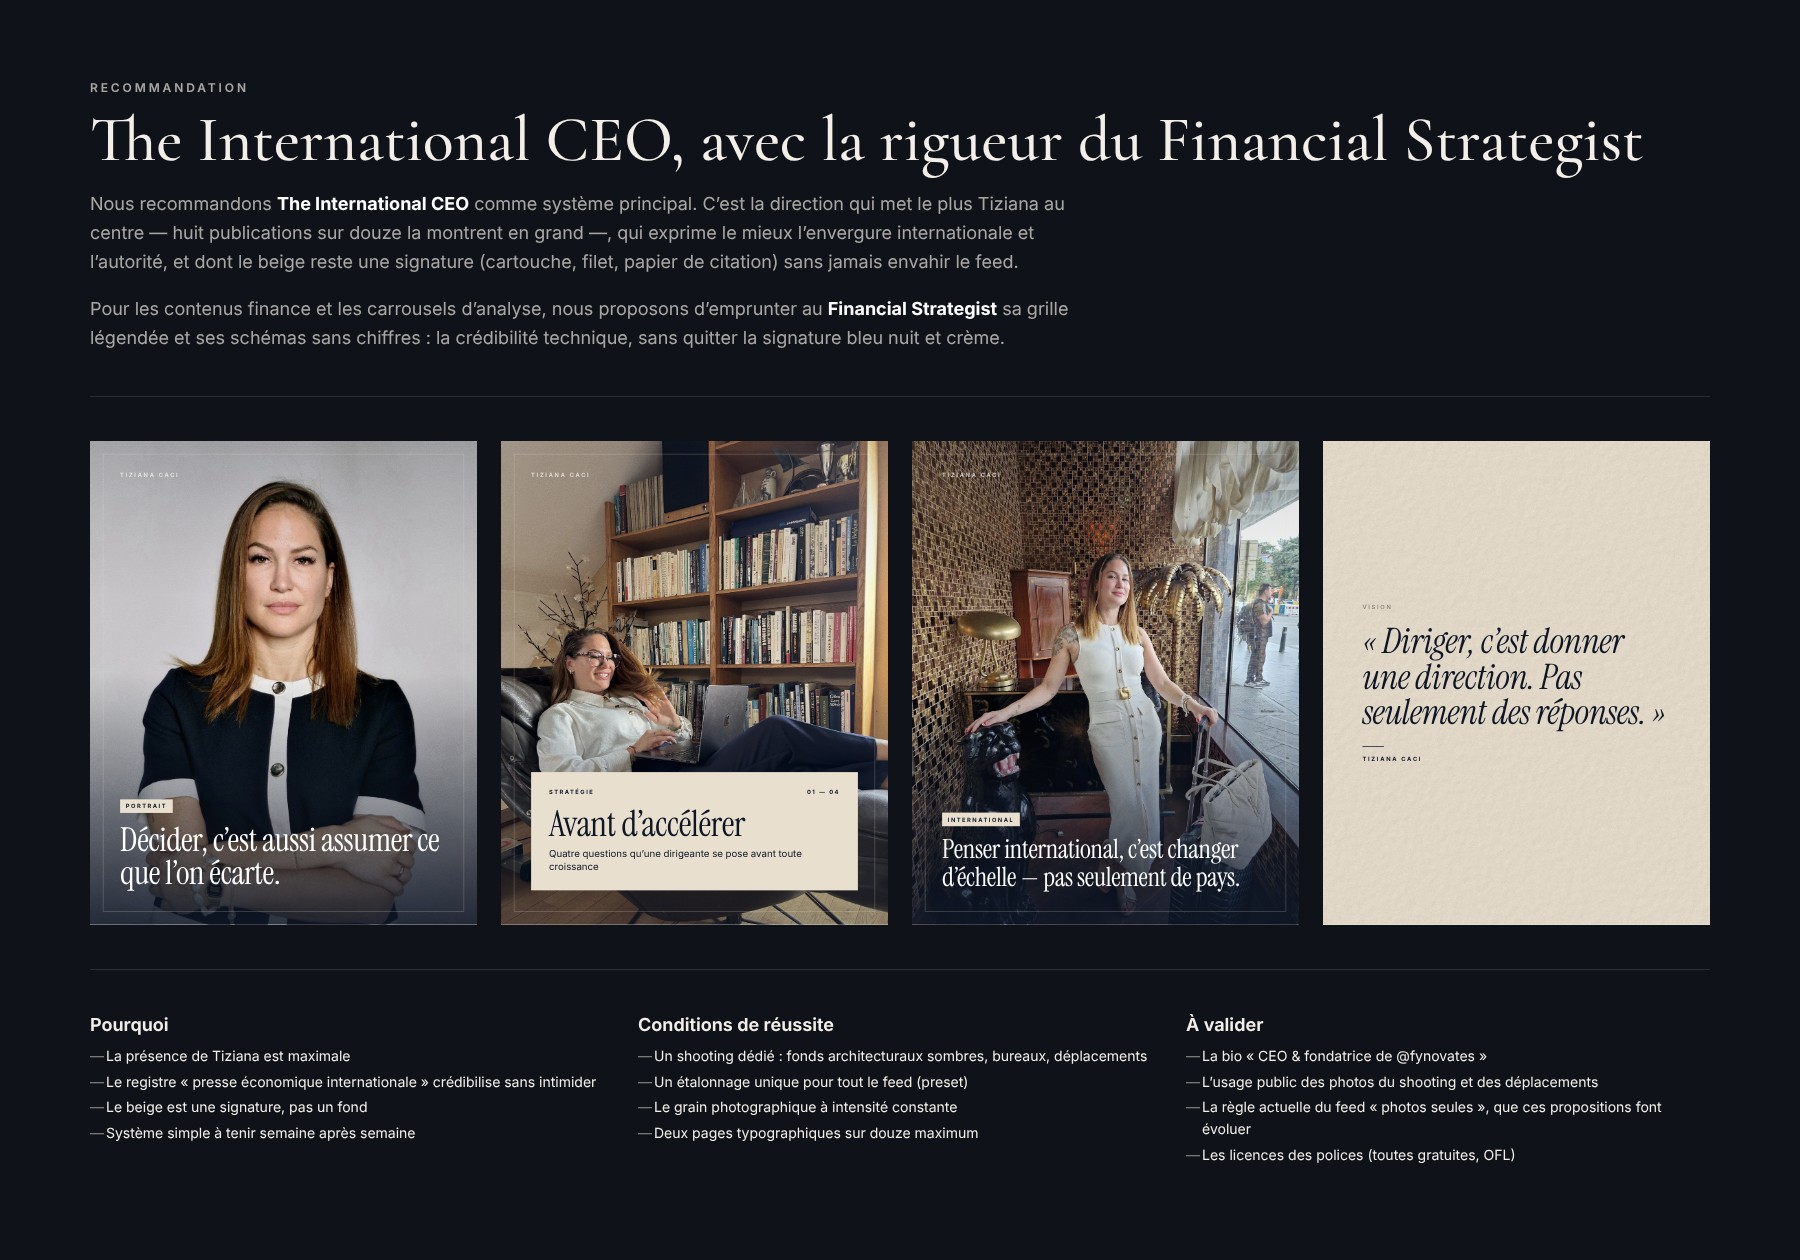 RECOMMANDATION
The International CEO, avec la rigueur du Financial Strategist
Nous recommandons The International CEO comme système principal. C’est la direction qui met le plus Tiziana au
centre — huit publications sur douze la montrent en grand —, qui exprime le mieux l’envergure internationale et
l’autorité, et dont le beige reste une signature (cartouche, filet, papier de citation) sans jamais envahir le feed.
Pour les contenus finance et les carrousels d’analyse, nous proposons d’emprunter au Financial Strategist sa grille
légendée et ses schémas sans chiffres : la crédibilité technique, sans quitter la signature bleu nuit et crème.
TIZIANA CACI
PORTRAIT
Décider, c’est aussi assumer ce
que l’on écarte.
TIZIANA CACI
STRATÉGIE
01 — 04
Avant d’accélérer
Quatre questions qu’une dirigeante se pose avant toute
croissance
TIZIANA CACI
INTERNATIONAL
Penser international, c’est changer
d’échelle — pas seulement de pays.
VISION
« Diriger, c’est donner
une direction. Pas
seulement des réponses. »
TIZIANA CACI
Pourquoi
— La présence de Tiziana est maximale
— Le registre « presse économique internationale » crédibilise sans intimider
— Le beige est une signature, pas un fond
— Système simple à tenir semaine après semaine
Conditions de réussite
— Un shooting dédié : fonds architecturaux sombres, bureaux, déplacements
— Un étalonnage unique pour tout le feed (preset)
— Le grain photographique à intensité constante
— Deux pages typographiques sur douze maximum
À valider
— La bio « CEO & fondatrice de @fynovates »
— L’usage public des photos du shooting et des déplacements
— La règle actuelle du feed « photos seules », que ces propositions font
évoluer
— Les licences des polices (toutes gratuites, OFL)